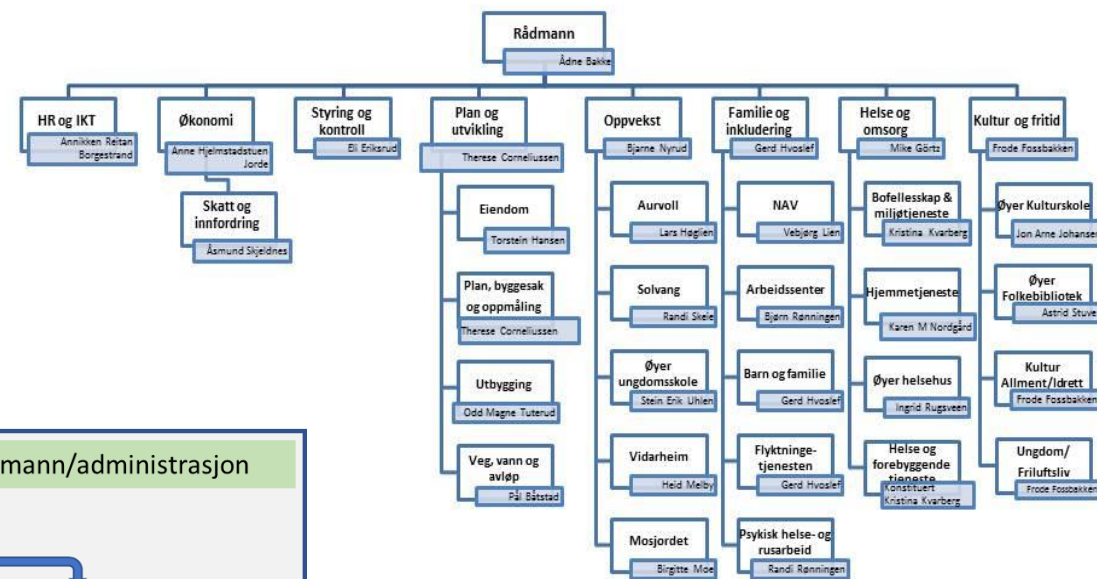 Rådmann
Ådne Bakke
HR og IKT
Annikken Reitan
Borgestrand
Økonomi
Anne Hjelmstadstuen
Jorde
Skatt og
innfordring
Åsmund Skjeldnes
Styring og
kontroll
Eli Eriksrud
Plan og
utvikling
Therese Corneliussen
Eiendom
Torstein Hansen
Plan, byggesak
og oppmåling
Therese Corneliussen
Utbygging
Odd Magne Tuterud
Veg, vann og
avløp
Pål Båtstad
Oppvekst
Bjarne Nyrud
Aurvoll
Lars Høglien
Solvang
Randi Skeie
Øyer
ungdomsskole
Stein Erik Uhlen
Vidarheim
Heid Melby
Mosjordet
Birgitte Moe
Familie og
inkludering
Gerd Hvoslef
NAV
Vebjørg Lien
Arbeidssenter
Bjørn Rønningen
Barn og familie
Gerd Hvoslef
Flyktninge-
tjenesten
Gerd Hvoslef
Psykisk helse- og
rusarbeid
Randi Rønningen
Helse og
omsorg
Mike Görtz
Bofellesskap &
miljøtjeneste
Kristina Kvarberg
Hjemmetjeneste
Karen M Nordgård
Øyer helsehus
Ingrid Rugsveen
Helse og
forebyggende
tjeneste
Konstituert
Kristina Kvarberg
Kultur og fritid
Frode Fossbakken
Øyer Kulturskole
Jon Arne Johansen
Øyer
Folkebibliotek
Astrid Stuve
Kultur
Allment/Idrett
Frode Fossbakken
Ungdom/
Friluftsliv
Frode Fossbakken
mann/administrasjon